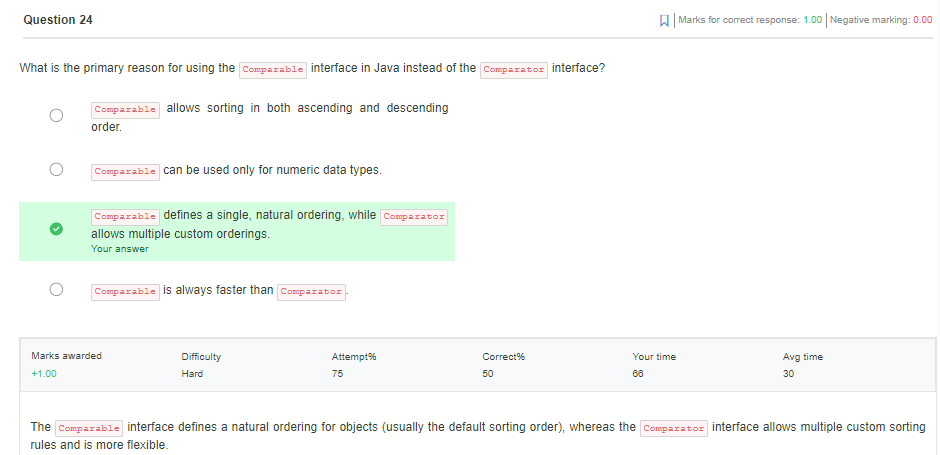 Question 24
Marks for correct response: 1.00 Negative marking: 0.00
What is the primary reason for using the Comparable interface in Java instead of the Comparator interface?
Comparable allows sorting in both ascending and descending
order.
Comparable can be used only for numeric data types.
Comparable defines a single, natural ordering, while Comparator
allows multiple custom orderings.
Your answer
Comparable is always faster than Comparator.
Marks awarded Difficulty Attempt% Correct% Your time Avg time
+1.00 Hard 75 50 66 30
The Comparable interface defines a natural ordering for objects (usually the default sorting order), whereas the Comparator interface allows multiple custom sorting
rules and is more flexible.